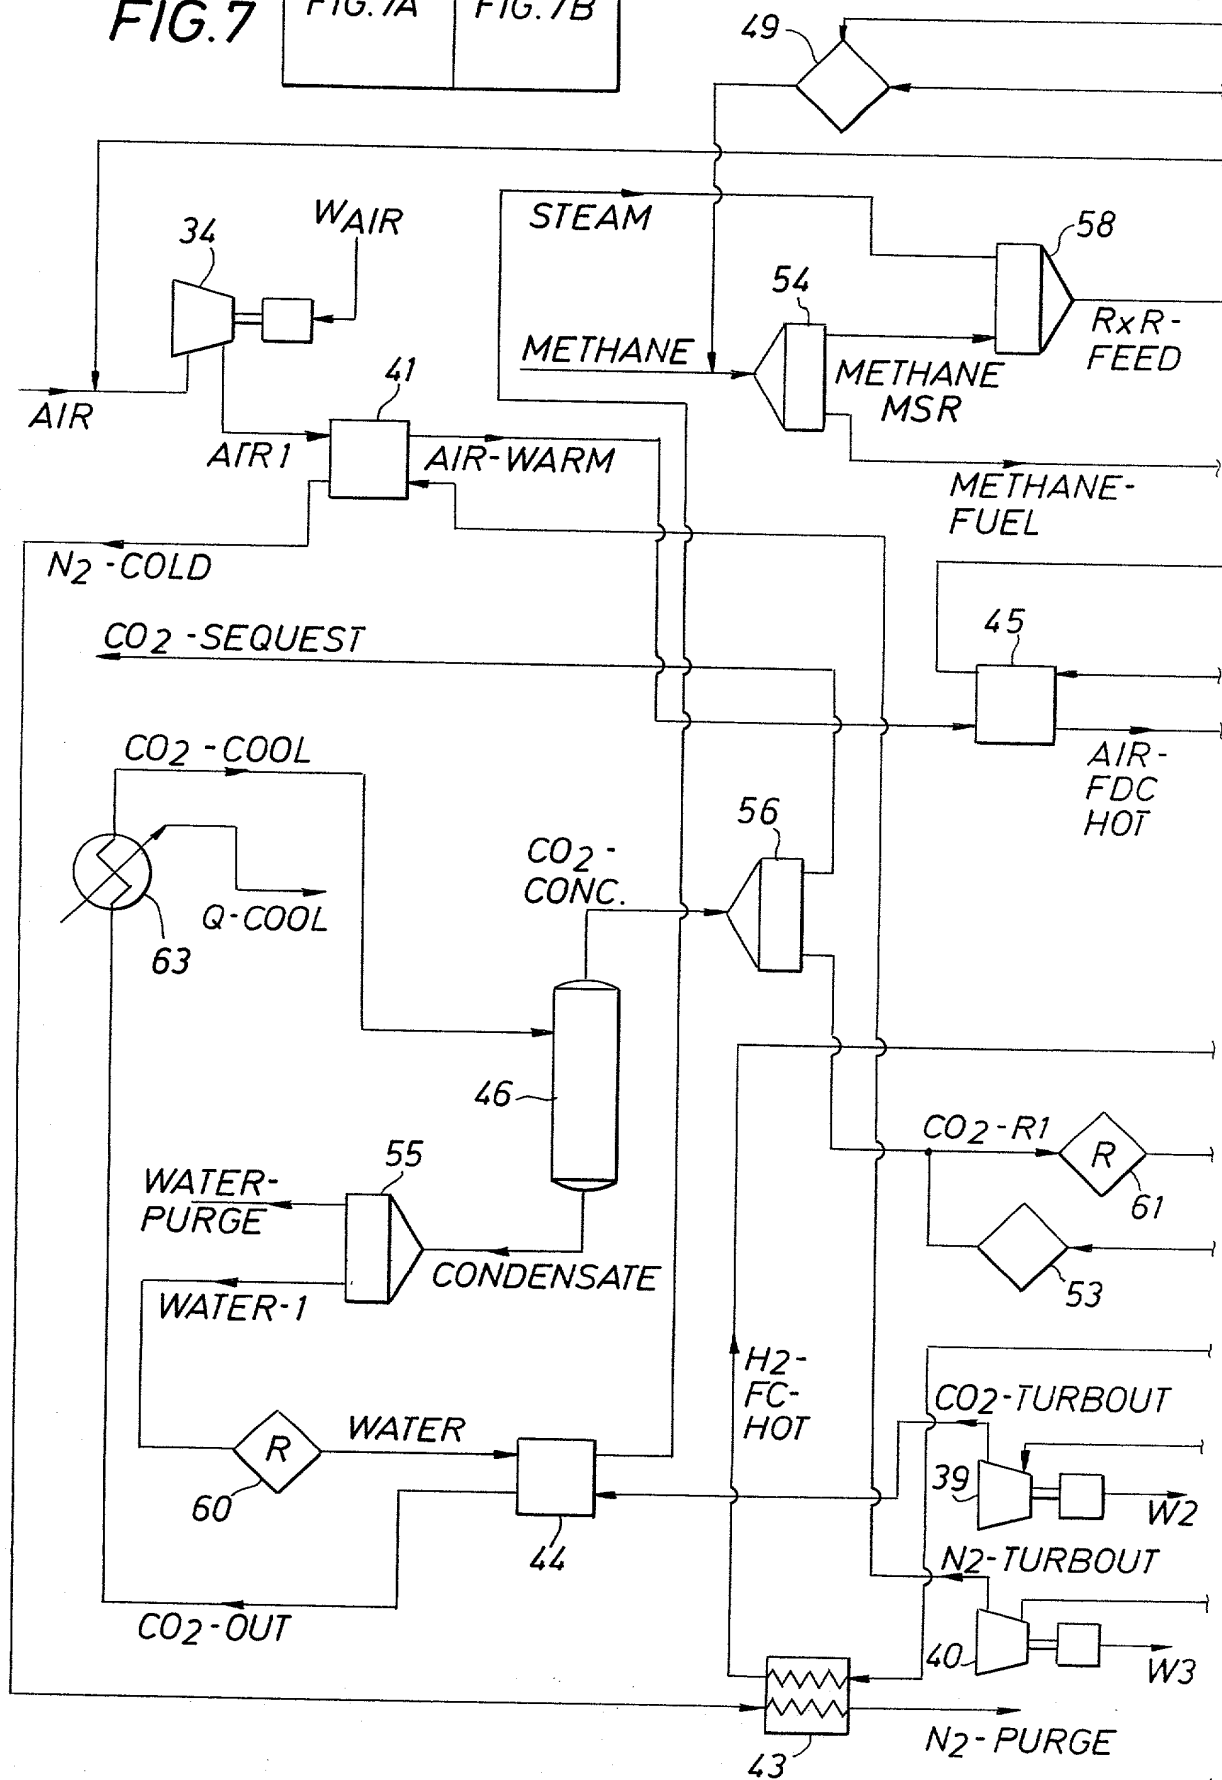 FIG.7
FIG.7A
FIG.7B
49
34
WAIR
STEAM
58
54
METHANE
RxR-
FEED
METHANE
MSR
41
AIR
AIR1
AIR-WARM
METHANE-
FUEL
N2-COLD
CO2-SEQUEST
45
CO2-COOL
AIR-
FDC
HOT
56
CO2-
CONC.
Q-COOL
63
46
CO2-R1
R
61
55
WATER-
PURGE
CONDENSATE
53
WATER-1
H2-
FC-
HOT
CO2-TURBOUT
WATER
R
60
39
W2
44
N2-TURBOUT
CO2-OUT
40
W3
N2-PURGE
43